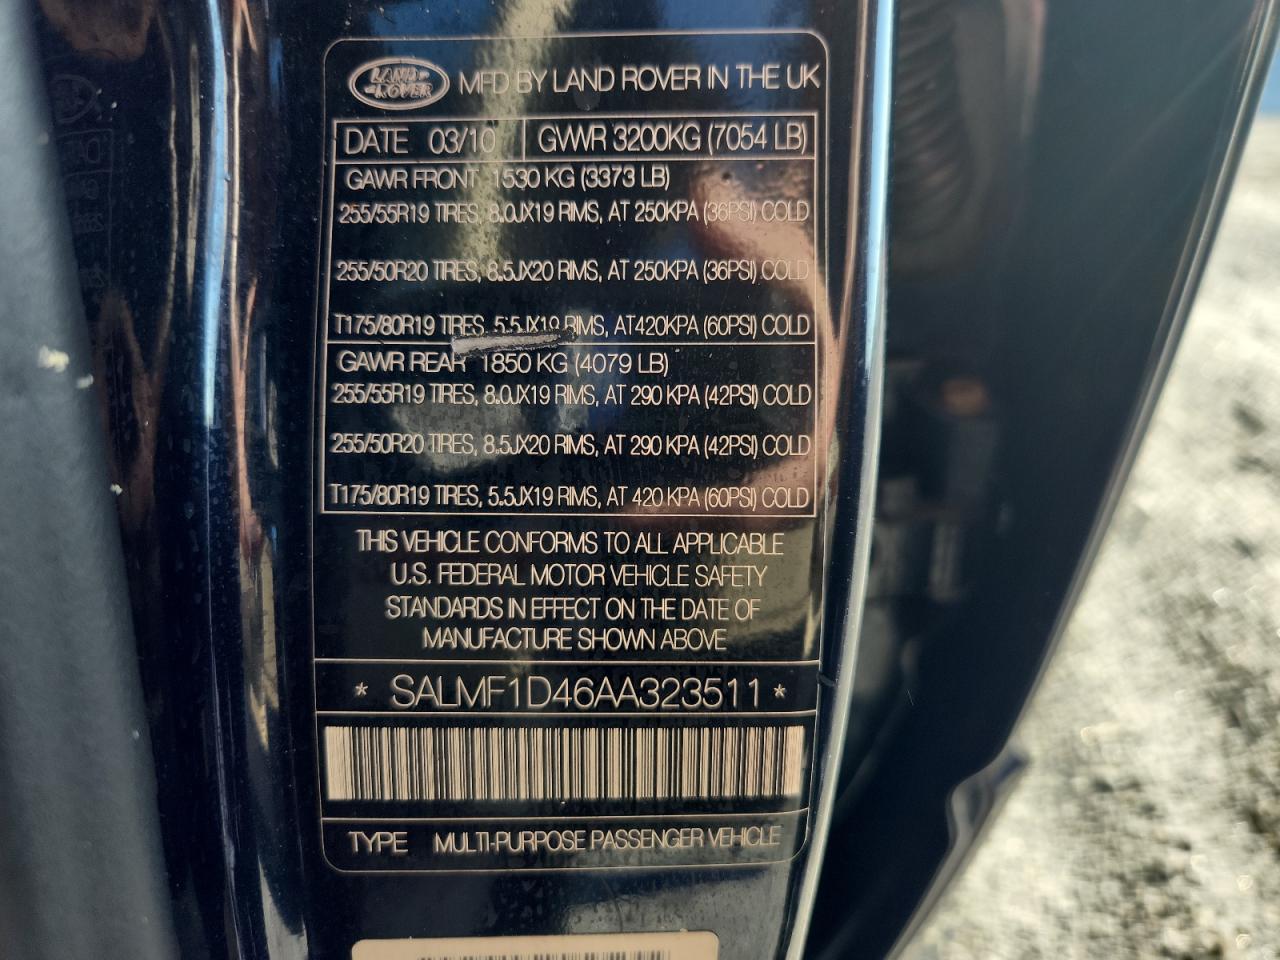 LAND ROVER MFD BY LAND ROVER IN THE UK
DATE 03/10 GWWR 3200KG (7054 LB)
GAWR FRONT 1530 KG (3373 LB)
255/55R19 TIRES, 8.0JX19 RIMS, AT 250KPA (36PSI) COLD
255/50R20 TIRES, 8.5JX20 RIMS, AT 250KPA (36PSI) COLD
T175/80R19 TIRES, 5.5JX19 RIMS, AT 420KPA (60PSI) COLD
GAWR REAR 1850 KG (4079 LB)
255/55R19 TIRES, 8.0JX19 RIMS, AT 290 KPA (42PSI) COLD
255/50R20 TIRES, 8.5JX20 RIMS, AT 290 KPA (42PSI) COLD
T175/80R19 TIRES, 5.5JX19 RIMS, AT 420 KPA (60PSI) COLD
THIS VEHICLE CONFORMS TO ALL APPLICABLE
U.S. FEDERAL MOTOR VEHICLE SAFETY
STANDARDS IN EFFECT ON THE DATE OF
MANUFACTURE SHOWN ABOVE
* SALMF1D46AA323511 *
TYPE MULTI-PURPOSE PASSENGER VEHICLE